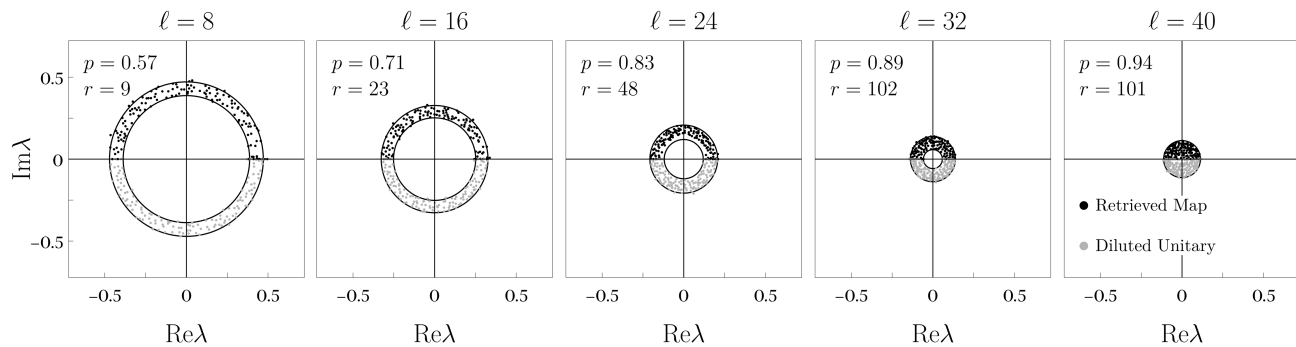 ℓ = 8
ℓ = 16
ℓ = 24
ℓ = 32
ℓ = 40
p = 0.57
r = 9
p = 0.71
r = 23
p = 0.83
r = 48
p = 0.89
r = 102
p = 0.94
r = 101
Imλ
0.5
0
−0.5
Retrieved Map
Diluted Unitary
−0.5 0 0.5
−0.5 0 0.5
−0.5 0 0.5
−0.5 0 0.5
−0.5 0 0.5
Reλ
Reλ
Reλ
Reλ
Reλ